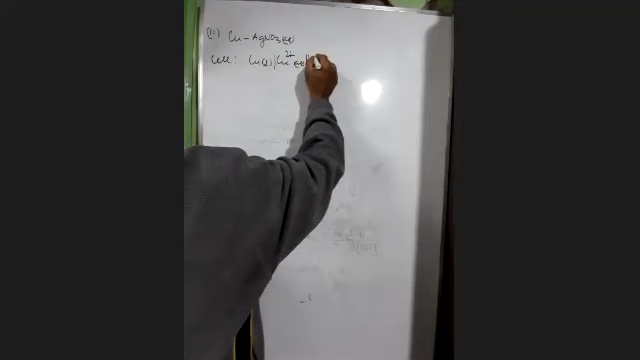 (ii) Cu - AgNO3(aq)
Cell: Cu(s)|Cu2+(aq)||